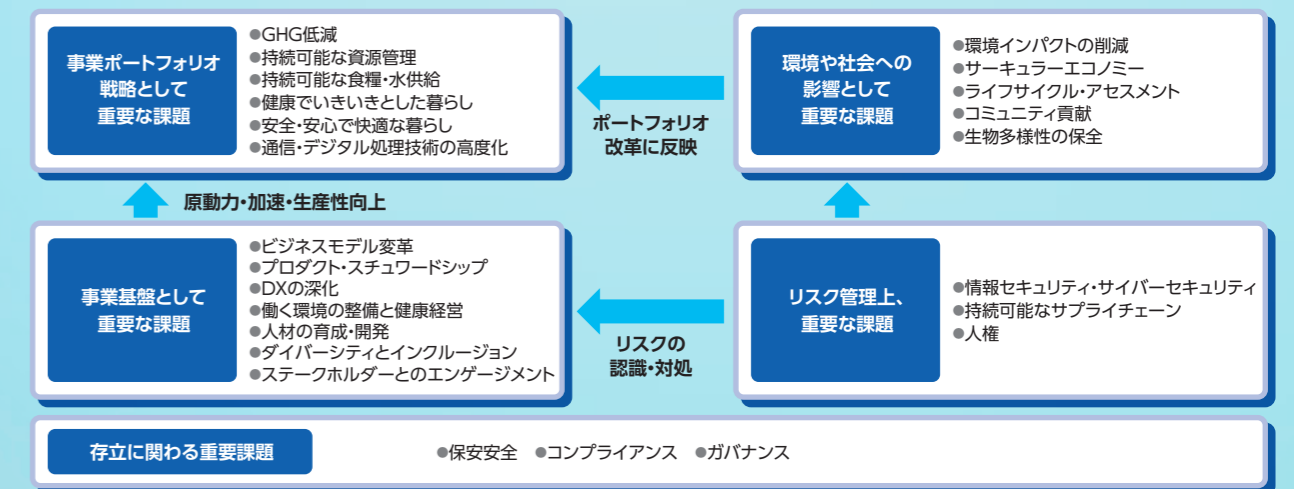 事業ポートフォリオ
戦略として
重要な課題
●GHG低減
●持続可能な資源管理
●持続可能な食糧・水供給
●健康でいきいきとした暮らし
●安全・安心で快適な暮らし
●通信・デジタル処理技術の高度化
ポートフォリオ
改革に反映
環境や社会への
影響として
重要な課題
●環境インパクトの削減
●サーキュラーエコノミー
●ライフサイクル・アセスメント
●コミュニティ貢献
●生物多様性の保全
原動力・加速・生産性向上
事業基盤として
重要な課題
●ビジネスモデル変革
●プロダクト・スチュワードシップ
●DXの深化
●働く環境の整備と健康経営
●人材の育成・開発
●ダイバーシティとインクルージョン
●ステークホルダーとのエンゲージメント
リスクの
認識・対処
リスク管理上、
重要な課題
●情報セキュリティ・サイバーセキュリティ
●持続可能なサプライチェーン
●人権
存立に関わる重要課題
●保安安全 ●コンプライアンス ●ガバナンス